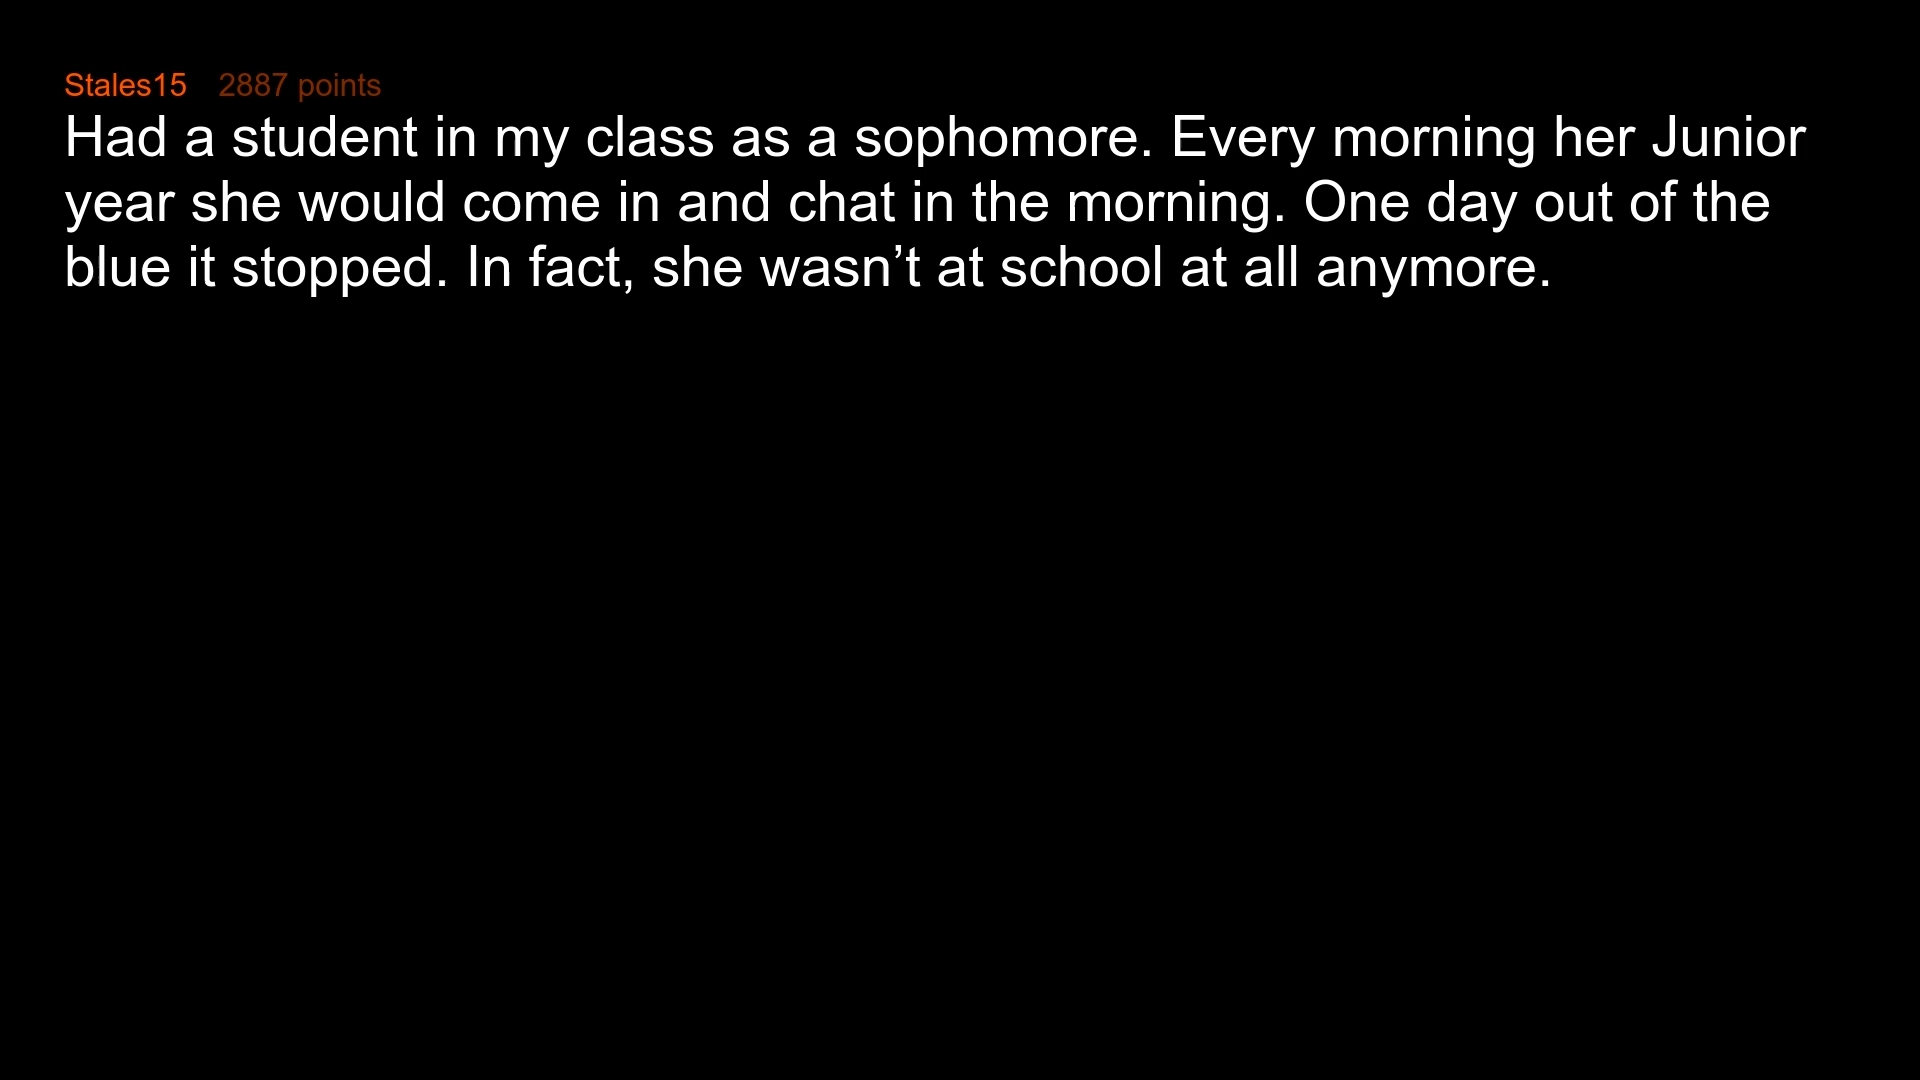 Stales15 2887 points
Had a student in my class as a sophomore. Every morning her Junior
year she would come in and chat in the morning. One day out of the
blue it stopped. In fact, she wasn’t at school at all anymore.